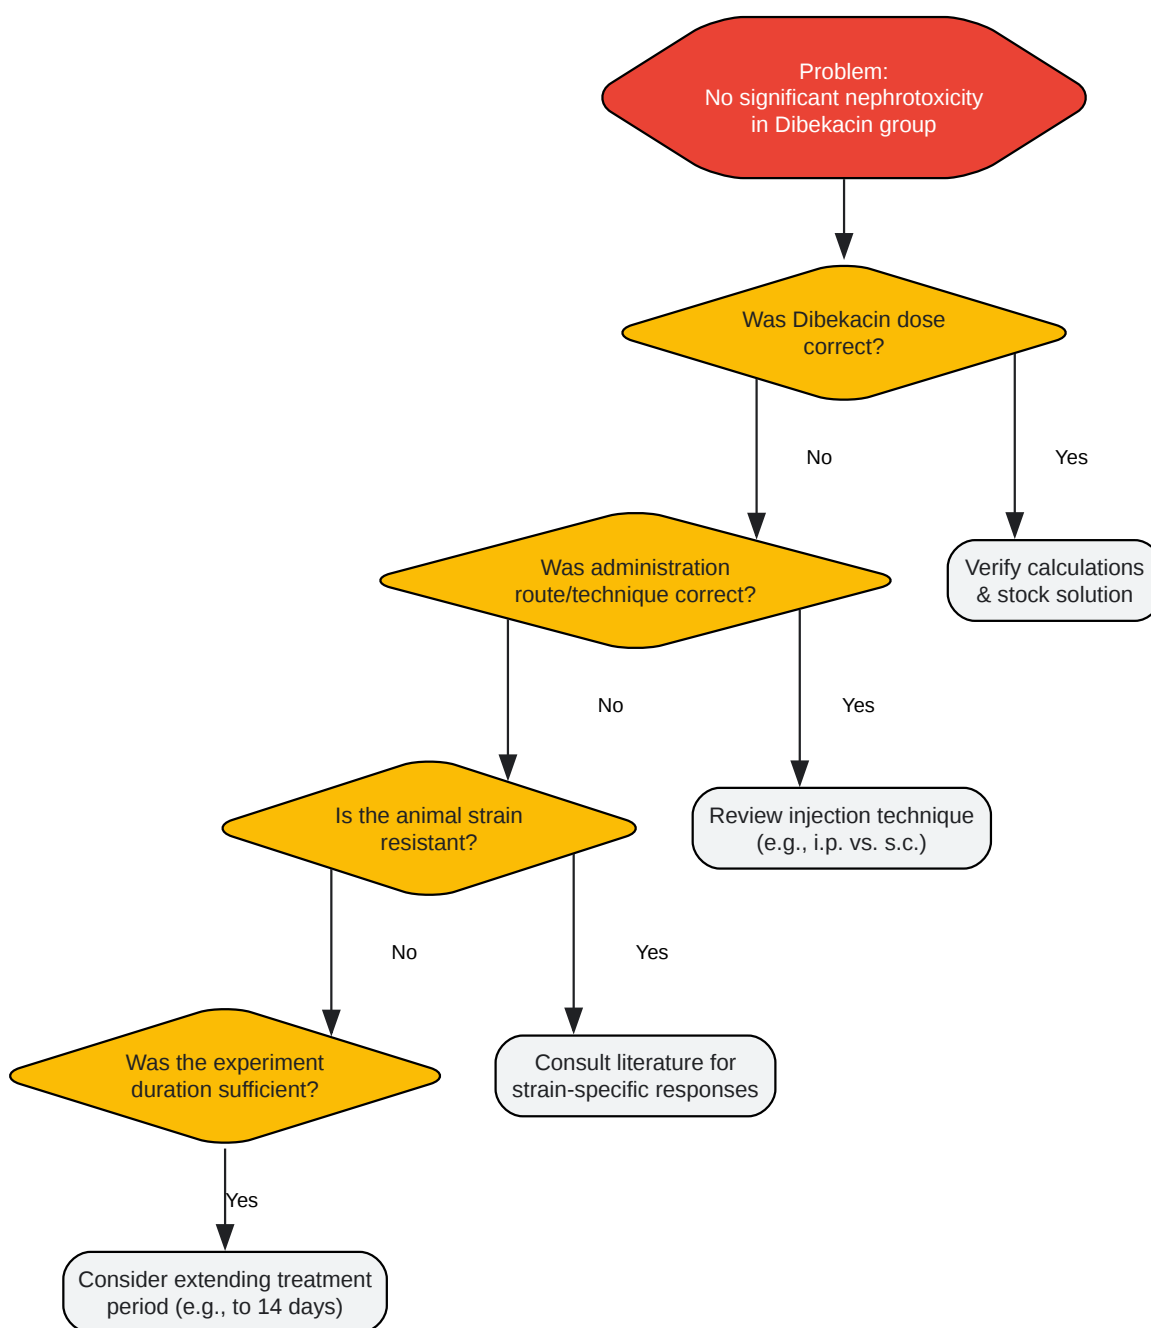 Problem:
No significant nephrotoxicity
in Dibekacin group
Was Dibekacin dose
correct?
No
Yes
Was administration
route/technique correct?
Verify calculations
& stock solution
No
Yes
Is the animal strain
resistant?
Review injection technique
(e.g., i.p. vs. s.c.)
No
Yes
Was the experiment
duration sufficient?
Consult literature for
strain-specific responses
Yes
Consider extending treatment
period (e.g., to 14 days)